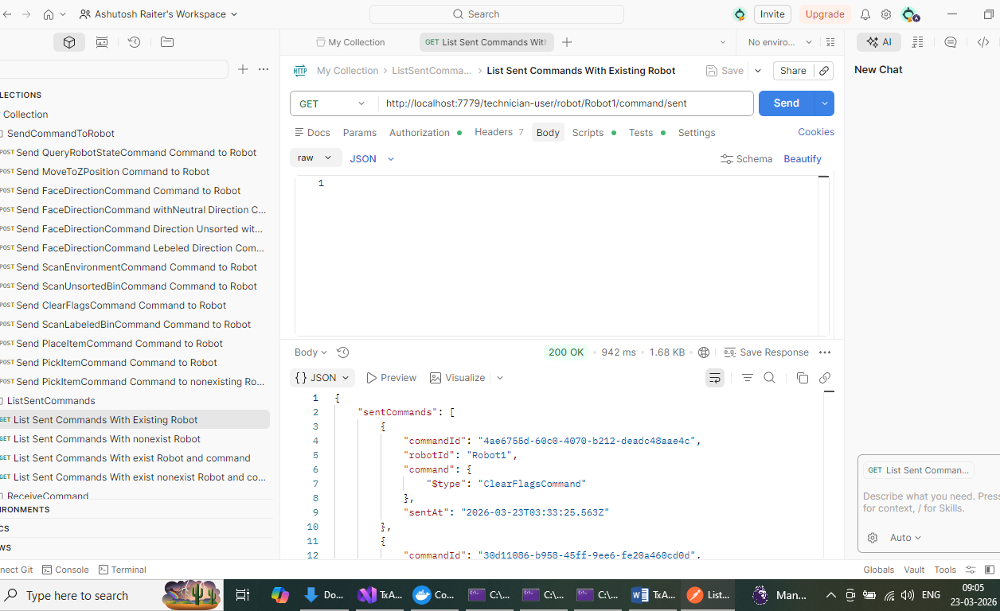 Ashutosh Raiter's Workspace
Search
Invite
Upgrade
My Collection
GET List Sent Commands With
No enviro...
AI
HTTP My Collection > ListSentComma... > List Sent Commands With Existing Robot
Save
Share
New Chat
GET
http://localhost:7779/technician-user/robot/Robot1/command/sent
Send
Docs Params Authorization Headers 7 Body Scripts Tests Settings Cookies
raw JSON Schema Beautify
1
LECTIONS
Collection
SendCommandToRobot
POST Send QueryRobotStateCommand Command to Robot
POST Send MoveToZPosition Command to Robot
POST Send FaceDirectionCommand Command to Robot
POST Send FaceDirectionCommand withNeutral Direction C...
POST Send FaceDirectionCommand Direction Unsorted wit...
POST Send FaceDirectionCommand Lebeled Direction Com...
POST Send ScanEnvironmentCommand Command to Robot
POST Send ScanUnsortedBinCommand Command to Robot
POST Send ClearFlagsCommand Command to Robot
POST Send ScanLabeledBinCommand Command to Robot
POST Send PlaceItemCommand Command to Robot
POST Send PickItemCommand Command to Robot
POST Send PickItemCommand Command to nonexisting Ro...
ListSentCommands
GET List Sent Commands With Existing Robot
GET List Sent Commands With nonexist Robot
GET List Sent Commands With exist Robot and command
GET List Sent Commands With exist nonexist Robot and co...
ReceiveCommand
IRONMENTS
CS
WS
Body
200 OK • 942 ms • 1.68 KB
e.g. Save Response
{} JSON Preview Visualize
1 {
2 "sentCommands": [
3 {
4 "commandId": "4ae6755d-60c0-4070-b212-deadc48aae4c",
5 "robotId": "Robot1",
6 "command": {
7 "$type": "ClearFlagsCommand"
8 },
9 "sentAt": "2026-03-23T03:33:25.563Z"
10 },
11 {
12 "commandId": "30d11086-b958-45ff-9ee6-fe20a460cd0d",
GET List Sent Comman...
Describe what you need. Press
for context, / for Skills.
Auto
nect Git Console Terminal
Globals Vault Tools
Type here to search
Do...
TxA...
Co...
C:\...
C:\...
C:\...
TxA...
List...
Man...
ENG
09:05
23-03-2026